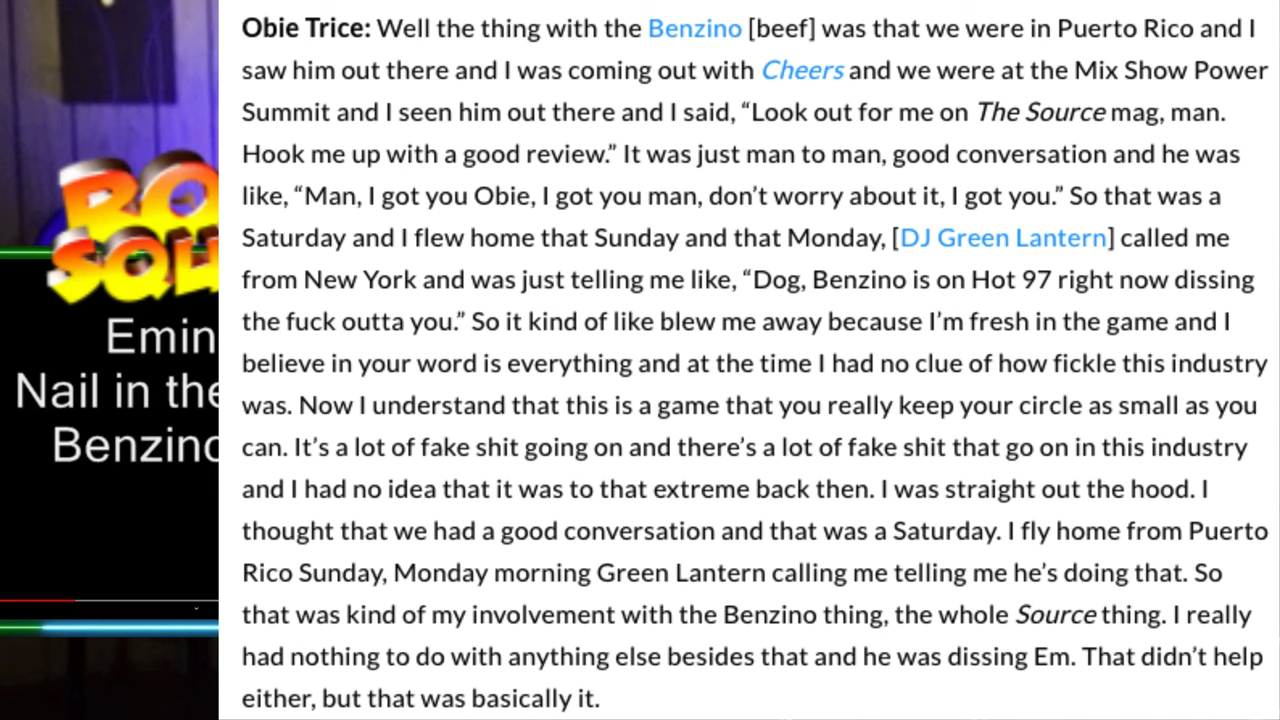 Obie Trice: Well the thing with the Benzino [beef] was that we were in Puerto Rico and I
saw him out there and I was coming out with Cheers and we were at the Mix Show Power
Summit and I seen him out there and I said, “Look out for me on The Source mag, man.
Hook me up with a good review.” It was just man to man, good conversation and he was
like, “Man, I got you Obie, I got you man, don’t worry about it, I got you.” So that was a
Saturday and I flew home that Sunday and that Monday, [DJ Green Lantern] called me
from New York and was just telling me like, “Dog, Benzino is on Hot 97 right now dissing
the fuck outta you.” So it kind of like blew me away because I’m fresh in the game and I
believe in your word is everything and at the time I had no clue of how fickle this industry
was. Now I understand that this is a game that you really keep your circle as small as you
can. It’s a lot of fake shit going on and there’s a lot of fake shit that go on in this industry
and I had no idea that it was to that extreme back then. I was straight out the hood. I
thought that we had a good conversation and that was a Saturday. I fly home from Puerto
Rico Sunday, Monday morning Green Lantern calling me telling me he’s doing that. So
that was kind of my involvement with the Benzino thing, the whole Source thing. I really
had nothing to do with anything else besides that and he was dissing Em. That didn’t help
either, but that was basically it.
BO
SQU
Emin
Nail in the
Benzino